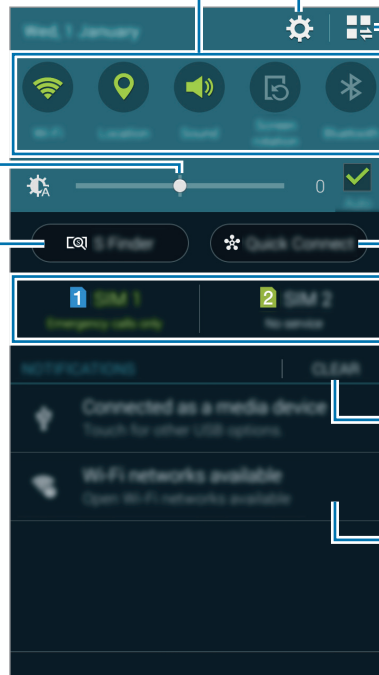 Wed, 1 January
Wi-Fi Location Sound Screen rotation Bluetooth
0
Auto
S Finder Quick Connect
1 SIM 1 2 SIM 2
Emergency calls only No service
NOTIFICATIONS CLEAR
Connected as a media device
Touch for other USB options.
Wi-Fi networks available
Open Wi-Fi networks available